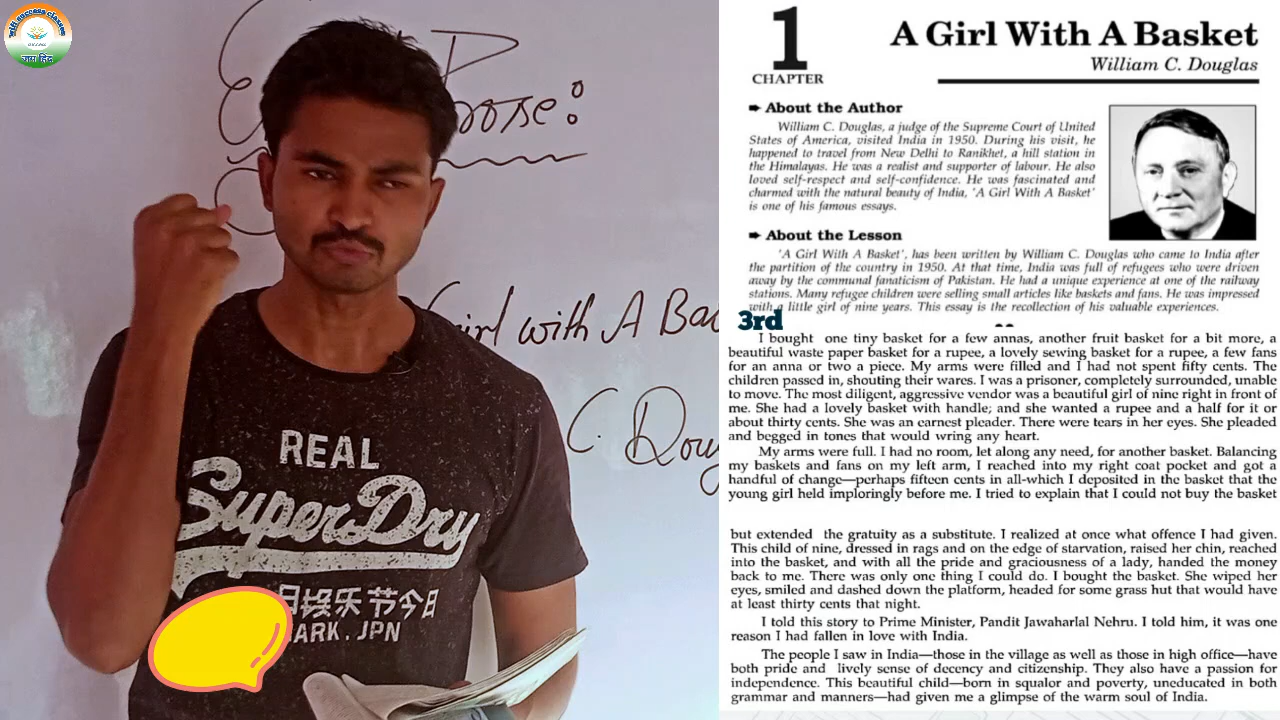 with success classes
SUCCESS
जय हिंद
Prose:
Girl with A Bas
C. Doug
REAL
SuperDry
娱乐节今日
MARK, JPN
1
CHAPTER
A Girl With A Basket
William C. Douglas
➨ About the Author
William C. Douglas, a judge of the Supreme Court of United
States of America, visited India in 1950. During his visit, he
happened to travel from New Delhi to Ranikhet, a hill station in
the Himalayas. He was a realist and supporter of labour. He also
loved self-respect and self-confidence. He was fascinated and
charmed with the natural beauty of India, 'A Girl With A Basket'
is one of his famous essays.
➨ About the Lesson
'A Girl With A Basket', has been written by William C. Douglas who came to India after
the partition of the country in 1950. At that time, India was full of refugees who were driven
away by the communal fanaticism of Pakistan. He had a unique experience at one of the railway
stations. Many refugee children were selling small articles like baskets and fans. He was impressed
with a little girl of nine years. This essay is the recollection of his valuable experiences.
3rd
I bought one tiny basket for a few annas, another fruit basket for a bit more, a
beautiful waste paper basket for a rupee, a lovely sewing basket for a rupee, a few fans
for an anna or two a piece. My arms were filled and I had not spent fifty cents. The
children passed in, shouting their wares. I was a prisoner, completely surrounded, unable
to move. The most diligent, aggressive vendor was a beautiful girl of nine right in front of
me. She had a lovely basket with handle; and she wanted a rupee and a half for it or
about thirty cents. She was an earnest pleader. There were tears in her eyes. She pleaded
and begged in tones that would wring any heart.
My arms were full. I had no room, let along any need, for another basket. Balancing
my baskets and fans on my left arm, I reached into my right coat pocket and got a
handful of change—perhaps fifteen cents in all-which I deposited in the basket that the
young girl held imploringly before me. I tried to explain that I could not buy the basket
but extended the gratuity as a substitute. I realized at once what offence I had given.
This child of nine, dressed in rags and on the edge of starvation, raised her chin, reached
into the basket, and with all the pride and graciousness of a lady, handed the money
back to me. There was only one thing I could do. I bought the basket. She wiped her
eyes, smiled and dashed down the platform, headed for some grass hut that would have
at least thirty cents that night.
I told this story to Prime Minister, Pandit Jawaharlal Nehru. I told him, it was one
reason I had fallen in love with India.
The people I saw in India—those in the village as well as those in high office—have
both pride and lively sense of decency and citizenship. They also have a passion for
independence. This beautiful child—born in squalor and poverty, uneducated in both
grammar and manners—had given me a glimpse of the warm soul of India.